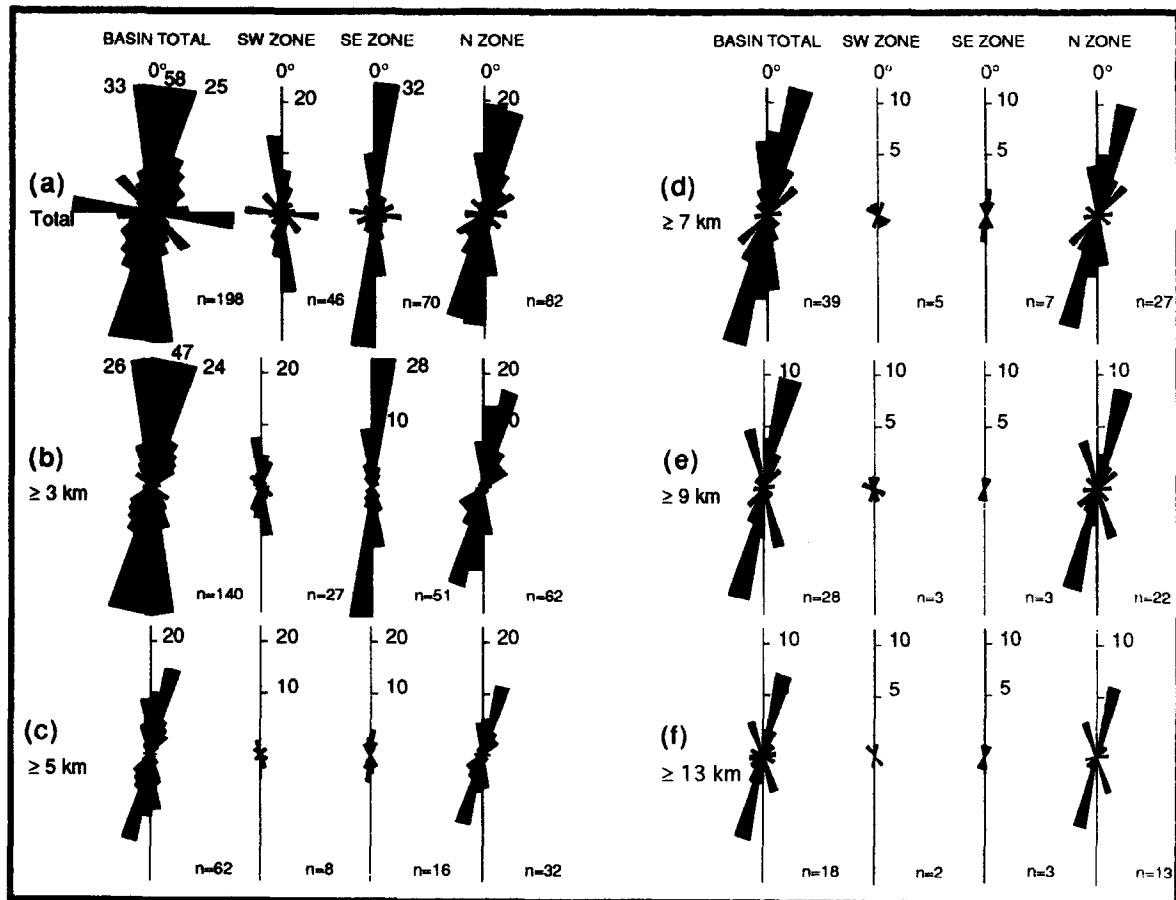 BASIN TOTAL SW ZONE SE ZONE N ZONE
0° 0° 0° 0°
33 58 25 20 32 20
(a)
Total
n=198 n=46 n=70 n=82
26 47 24 20 28 20
10
(b)
≥ 3 km
n=140 n=27 n=51 n=62
20 20 20 20
10 10
(c)
≥ 5 km
n=62 n=8 n=16 n=32
BASIN TOTAL SW ZONE SE ZONE N ZONE
0° 0° 0° 0°
10 10
5 5
(d)
≥ 7 km
n=39 n=5 n=7 n=27
10 10 10 10
5 5
(e)
≥ 9 km
n=28 n=3 n=3 n=22
10 10 10 10
5 5
(f)
≥ 13 km
n=18 n=2 n=3 n=13